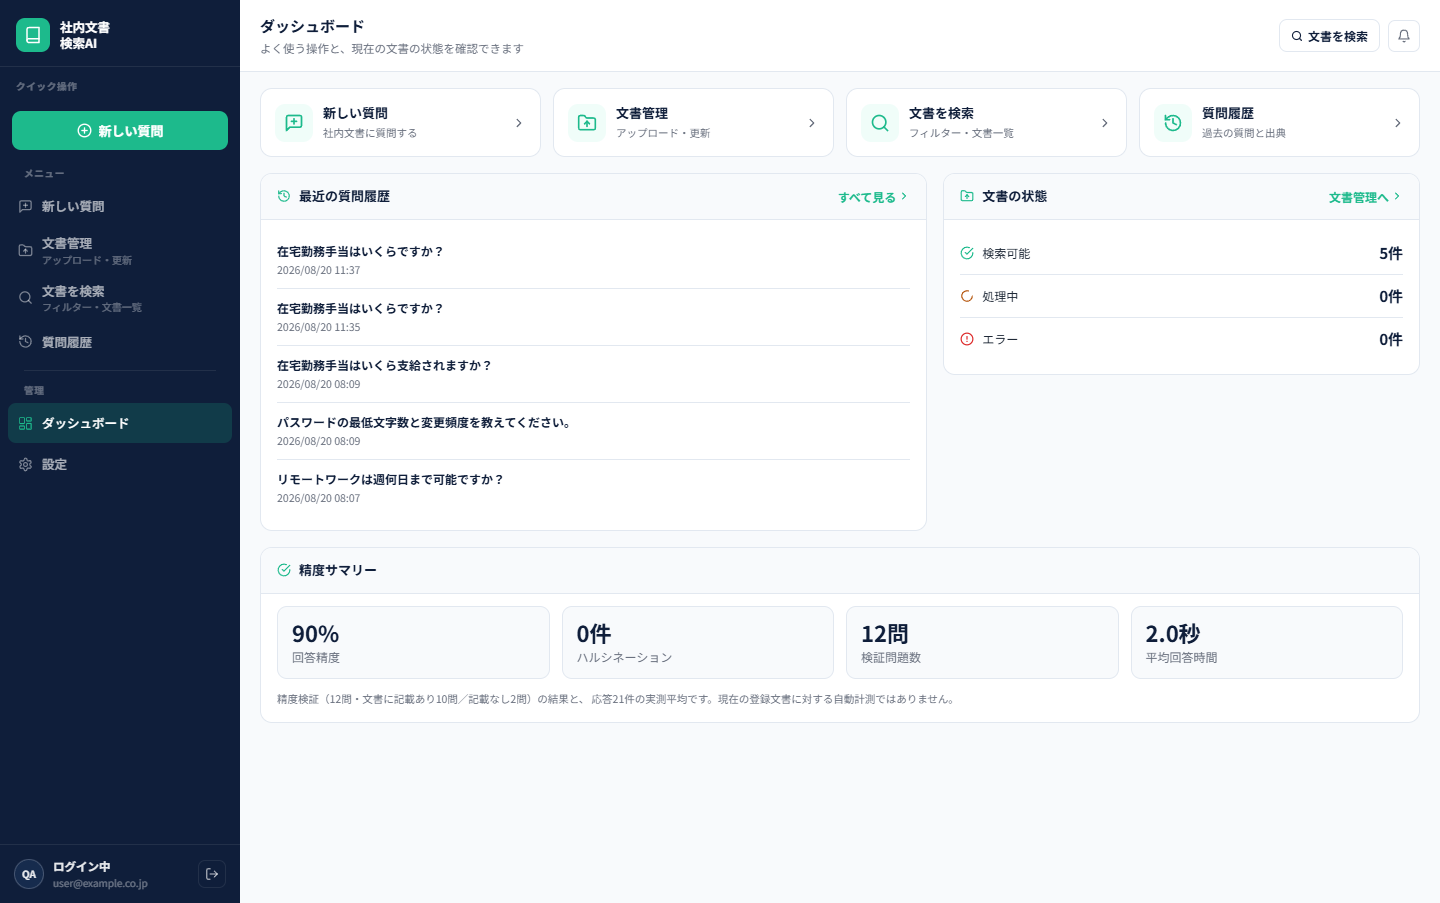 社内文書
検索AI
クイック操作
新しい質問
メニュー
新しい質問
文書管理
アップロード・更新
文書を検索
フィルター・文書一覧
質問履歴
管理
ダッシュボード
設定
QA
ログイン中
user@example.co.jp
ダッシュボード
よく使う操作と、現在の文書の状態を確認できます
文書を検索
新しい質問
社内文書に質問する
文書管理
アップロード・更新
文書を検索
フィルター・文書一覧
質問履歴
過去の質問と出典
最近の質問履歴
すべて見る
在宅勤務手当はいくらですか？
2026/08/20 11:37
在宅勤務手当はいくらですか？
2026/08/20 11:35
在宅勤務手当はいくら支給されますか？
2026/08/20 08:09
パスワードの最低文字数と変更頻度を教えてください。
2026/08/20 08:09
リモートワークは週何日まで可能ですか？
2026/08/20 08:07
文書の状態
文書管理へ
検索可能
5件
処理中
0件
エラー
0件
精度サマリー
90%
回答精度
0件
ハルシネーション
12問
検証問題数
2.0秒
平均回答時間
精度検証（12問・文書に記載あり10問／記載なし2問）の結果と、 応答21件の実測平均です。現在の登録文書に対する自動計測ではありません。